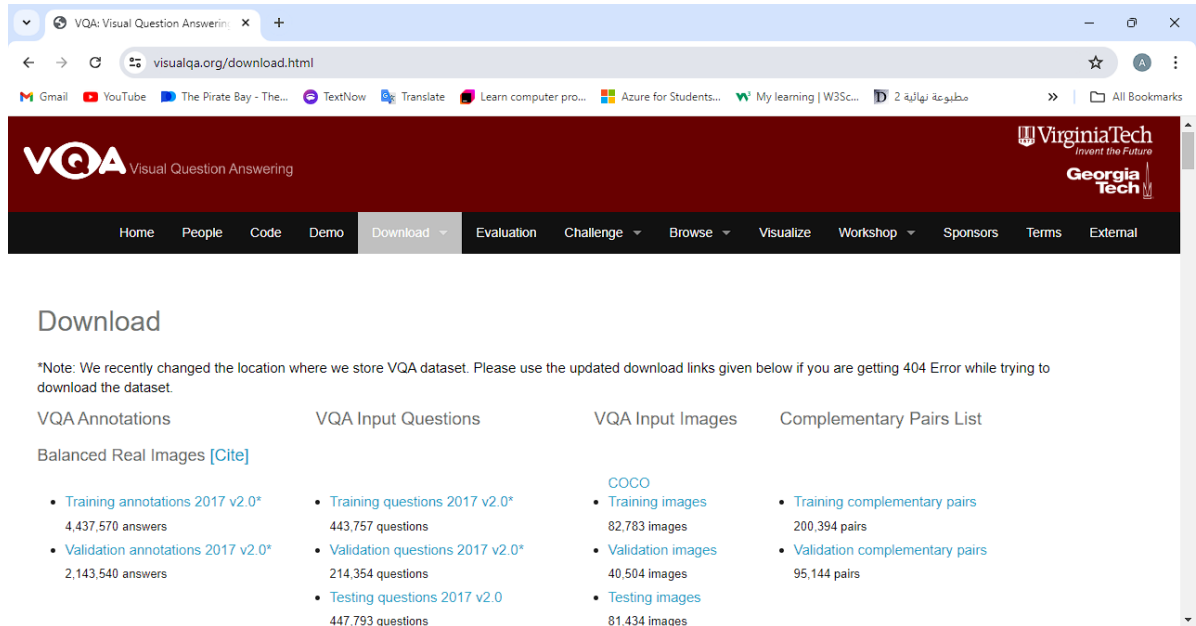 VQA: Visual Question Answering
visualqa.org/download.html
A
Gmail YouTube The Pirate Bay - The... TextNow Translate Learn computer pro... Azure for Students... My learning | W3Sc... مطبوعة نهائية 2 » All Bookmarks
VQA Visual Question Answering
VirginiaTech
Invent the Future
Georgia
Tech
Home People Code Demo Download Evaluation Challenge Browse Visualize Workshop Sponsors Terms External
Download
*Note: We recently changed the location where we store VQA dataset. Please use the updated download links given below if you are getting 404 Error while trying to
download the dataset.
VQA Annotations
Balanced Real Images [Cite]
Training annotations 2017 v2.0*
4,437,570 answers
Validation annotations 2017 v2.0*
2,143,540 answers
VQA Input Questions
Training questions 2017 v2.0*
443,757 questions
Validation questions 2017 v2.0*
214,354 questions
Testing questions 2017 v2.0
447,793 questions
VQA Input Images
COCO
Training images
82,783 images
Validation images
40,504 images
Testing images
81,434 images
Complementary Pairs List
Training complementary pairs
200,394 pairs
Validation complementary pairs
95,144 pairs